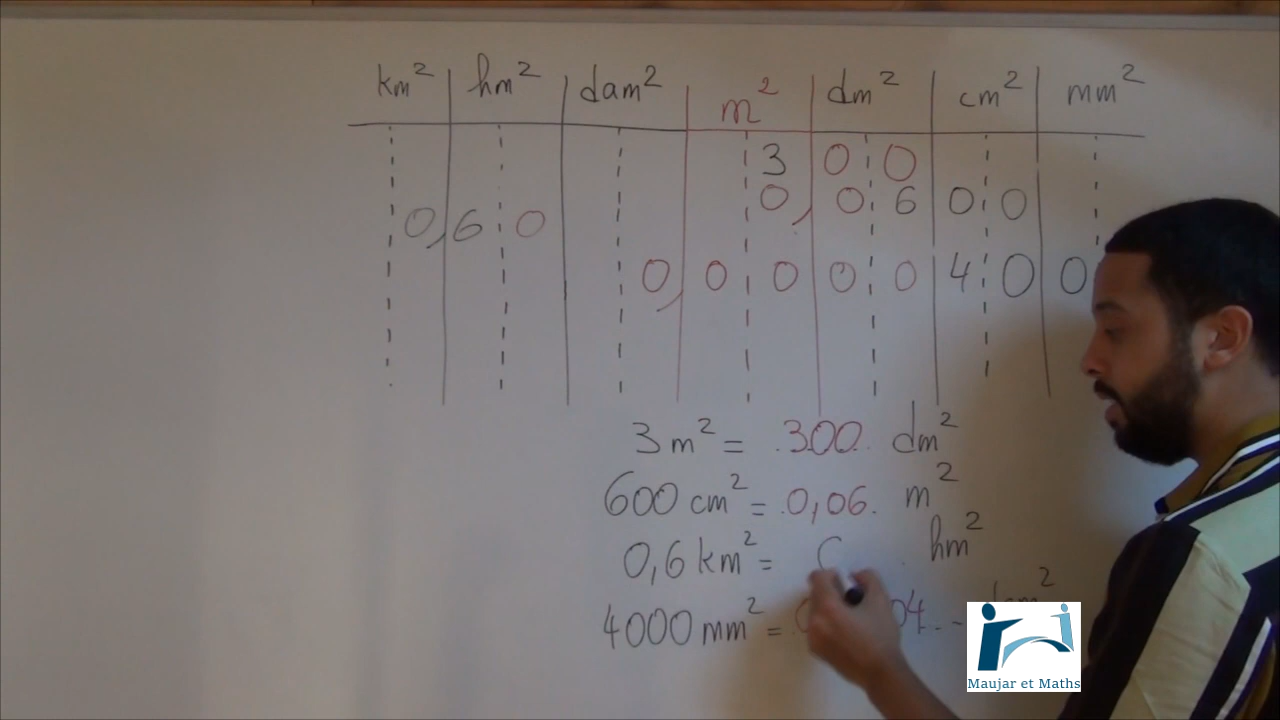 km² hm² dam² m² dm² cm² mm²
3 0 0
0, 0 6 0 0
0, 6 0
0, 0 0 0 0 4 0 0
3 m² = .300.. dm²
600 cm² = .0,06. m²
0,6 km² = . hm²
4000 mm² = 04.. dam²
Maujar et Maths